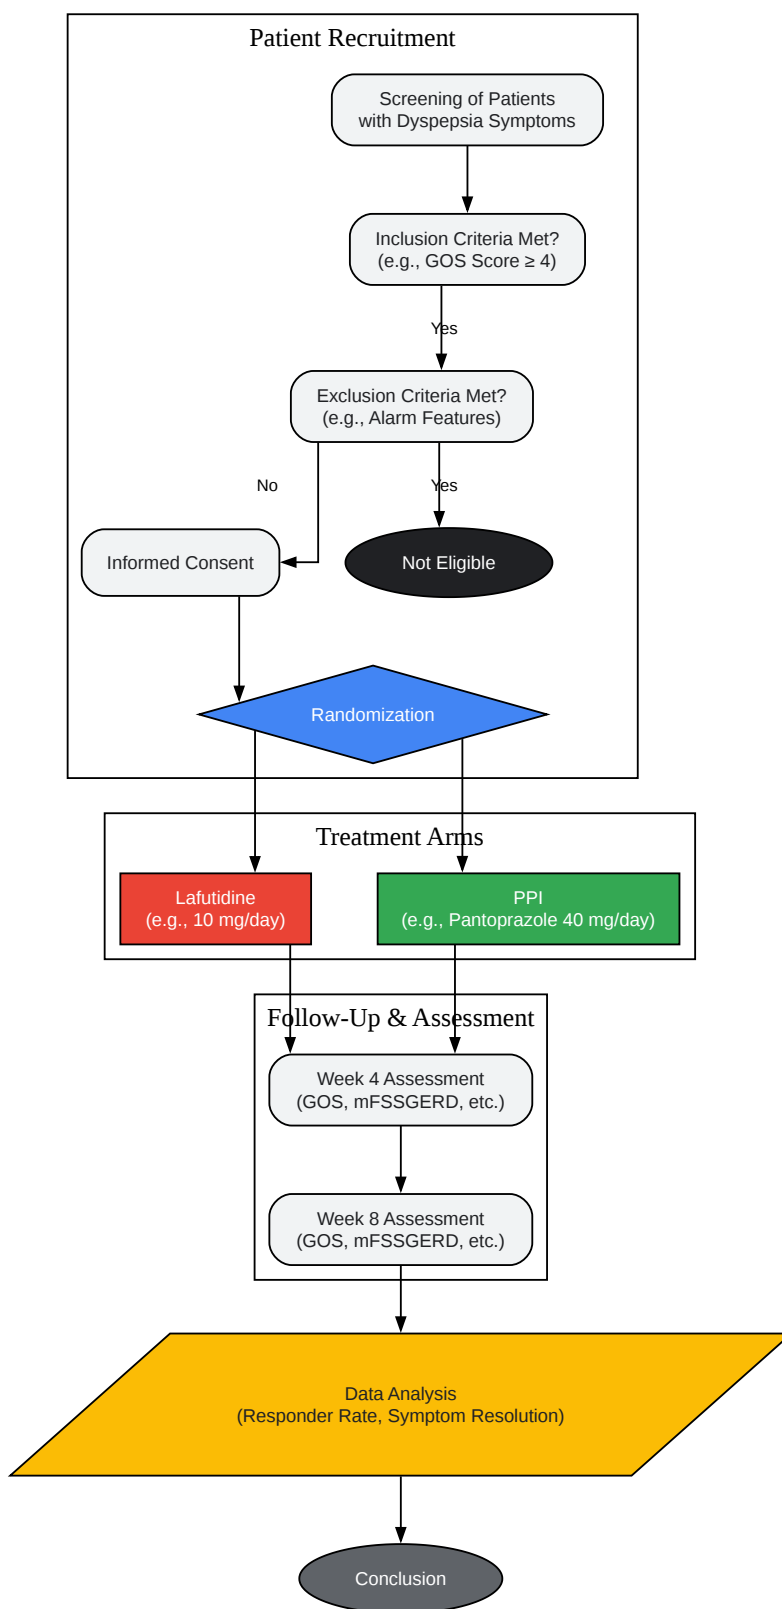 Patient Recruitment
Screening of Patients
with Dyspepsia Symptoms
Inclusion Criteria Met?
(e.g., GOS Score ≥ 4)
Yes
Exclusion Criteria Met?
(e.g., Alarm Features)
No
Yes
Informed Consent
Not Eligible
Randomization
Treatment Arms
Lafutidine
(e.g., 10 mg/day)
PPI
(e.g., Pantoprazole 40 mg/day)
Follow-Up & Assessment
Week 4 Assessment
(GOS, mFSSGERD, etc.)
Week 8 Assessment
(GOS, mFSSGERD, etc.)
Data Analysis
(Responder Rate, Symptom Resolution)
Conclusion